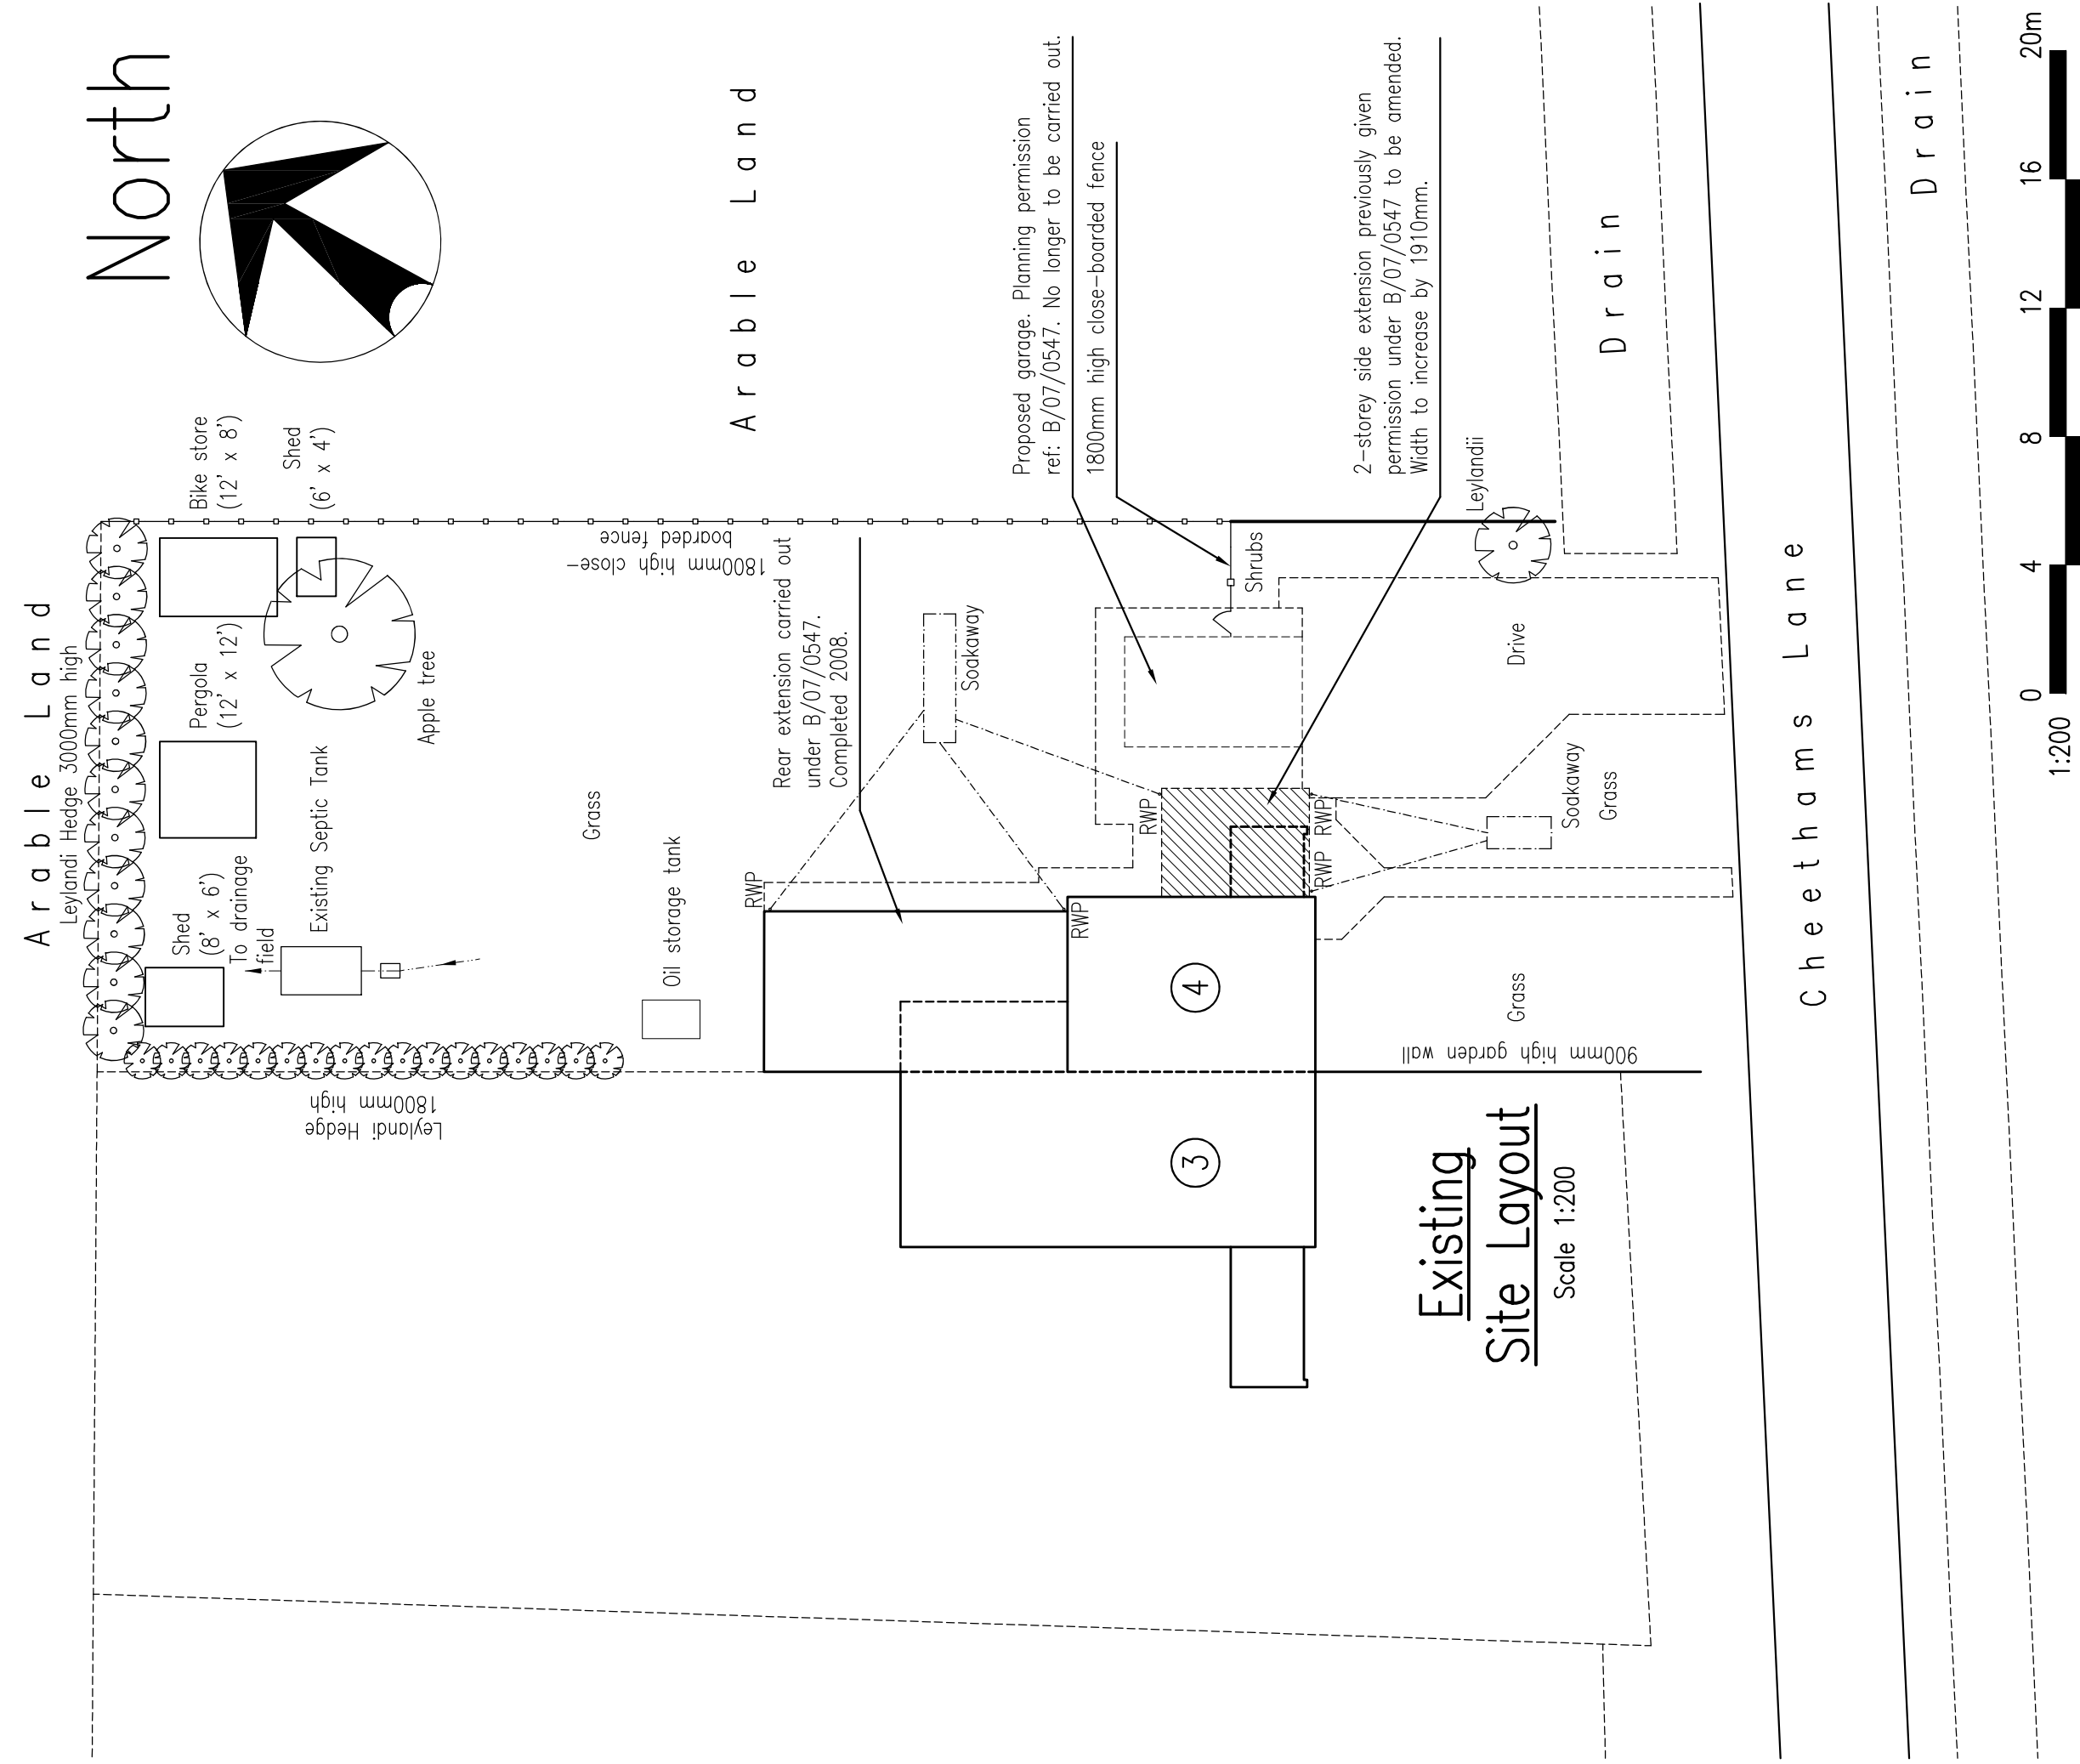 North
Arable Land
Leylandi Hedge 3000mm high
Bike store
(12' x 8')
Shed
(6' x 4')
Pergola
(12' x 12')
Apple tree
Shed
(8' x 6')
To drainage
field
Existing Septic Tank
Leylandi Hedge
1800mm high
Grass
Oil storage tank
1800mm high close-
boarded fence
Arable Land
Rear extension carried out
under B/07/0547.
Completed 2008.
Soakaway
Proposed garage. Planning permission
ref: B/07/0547. No longer to be carried out.
1800mm high close-boarded fence
2-storey side extension previously given
permission under B/07/0547 to be amended.
Width to increase by 1910mm.
Shrubs
Leylandii
Drive
RWP
RWP
RWP
RWP
RWP
Soakaway
Grass
4
3
Grass
900mm high garden wall
Existing
Site Layout
Scale 1:200
Drain
Cheethams Lane
Drain
1:200
0
4
8
12
16
20m